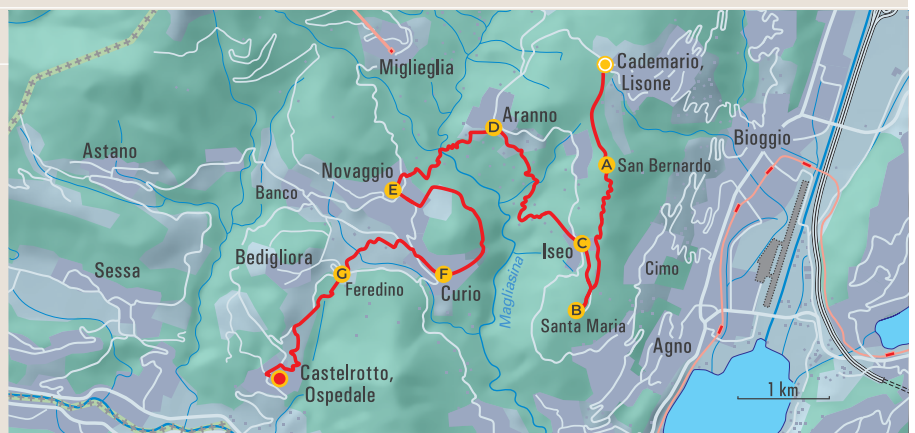 Miglieglia
Cademario,
Lisone
D
Aranno
Bioggio
Astano
A
San Bernardo
Novaggio
E
Banco
Iseo
C
Bedigliora
Sessa
G
F
Cimo
Feredino
Curio
Magliasina
B
Santa Maria
Agno
Castelrotto,
Ospedale
1 km